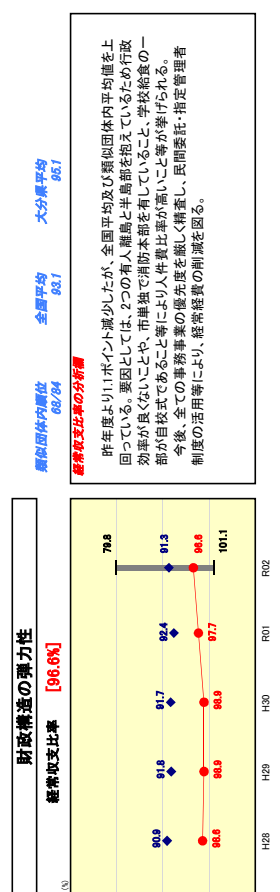 財政構造の弾力性
経常収支比率 [96.6%]
類似団体内順位 全国平均 大分県平均
68/84 93.1 95.1
(%)
79.8
90.9 91.8 91.7 92.4 91.3
98.6 98.9 98.9 97.7 96.6
101.1
H28 H29 H30 R01 R02
経常収支比率の分析欄
昨年度より1.1ポイント減少したが、全国平均及び類似団体内平均値を上
回っている。要因としては、2つの有人離島と半島部を抱えているため行政
効率が良くないことや、市単独で消防本部を有していること、学校給食の一
部が自校式であること等により人件費比率が高いこと等が挙げられる。
今後、全ての事務事業の優先度を厳しく精査し、民間委託・指定管理者
制度の活用等により、経常経費の削減を図る。